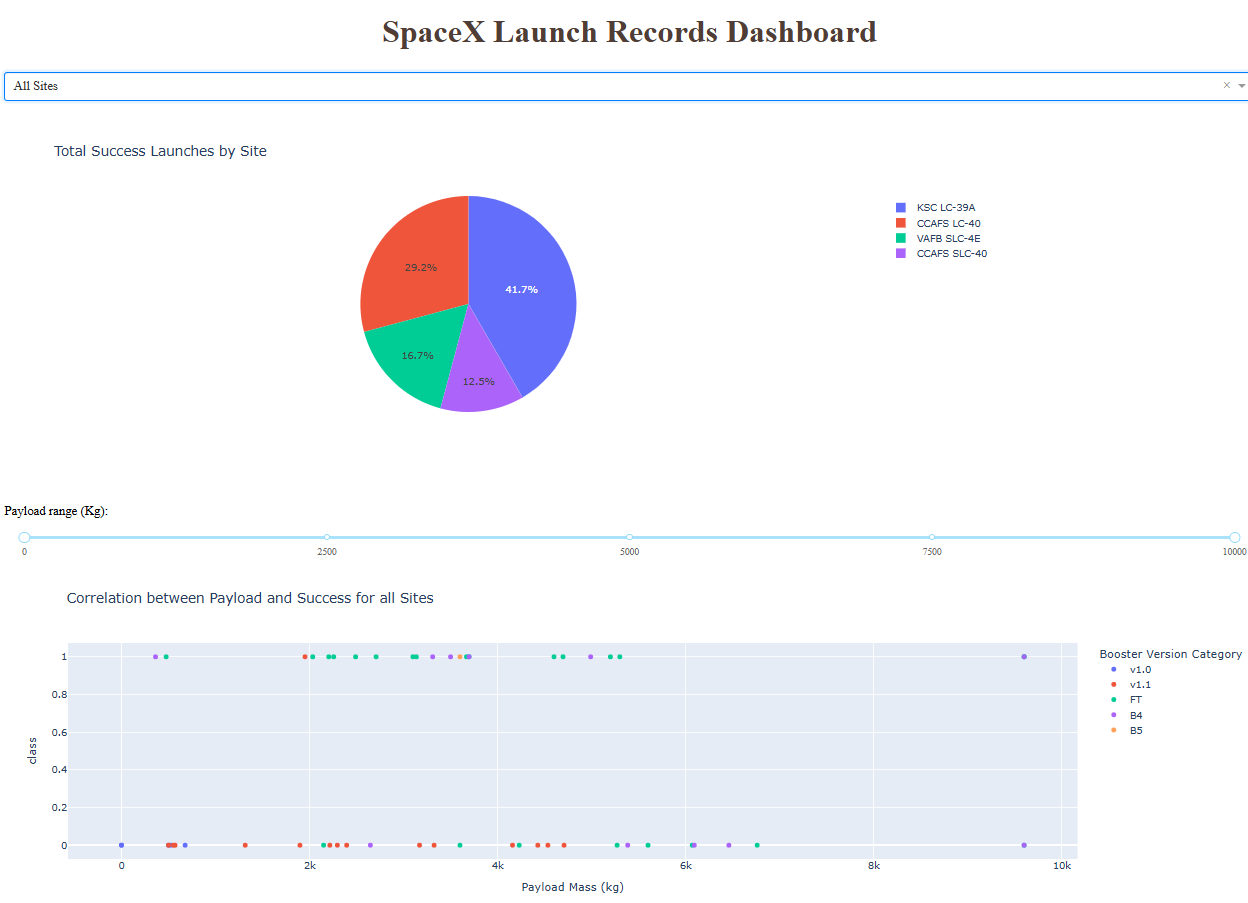 SpaceX Launch Records Dashboard
All Sites
Total Success Launches by Site
KSC LC-39A
CCAFS LC-40
VAFB SLC-4E
CCAFS SLC-40
29.2%
41.7%
16.7%
12.5%
Payload range (Kg):
0 2500 5000 7500 10000
Correlation between Payload and Success for all Sites
Booster Version Category
v1.0
v1.1
FT
B4
B5
class
1
0.8
0.6
0.4
0.2
0
0 2k 4k 6k 8k 10k
Payload Mass (kg)